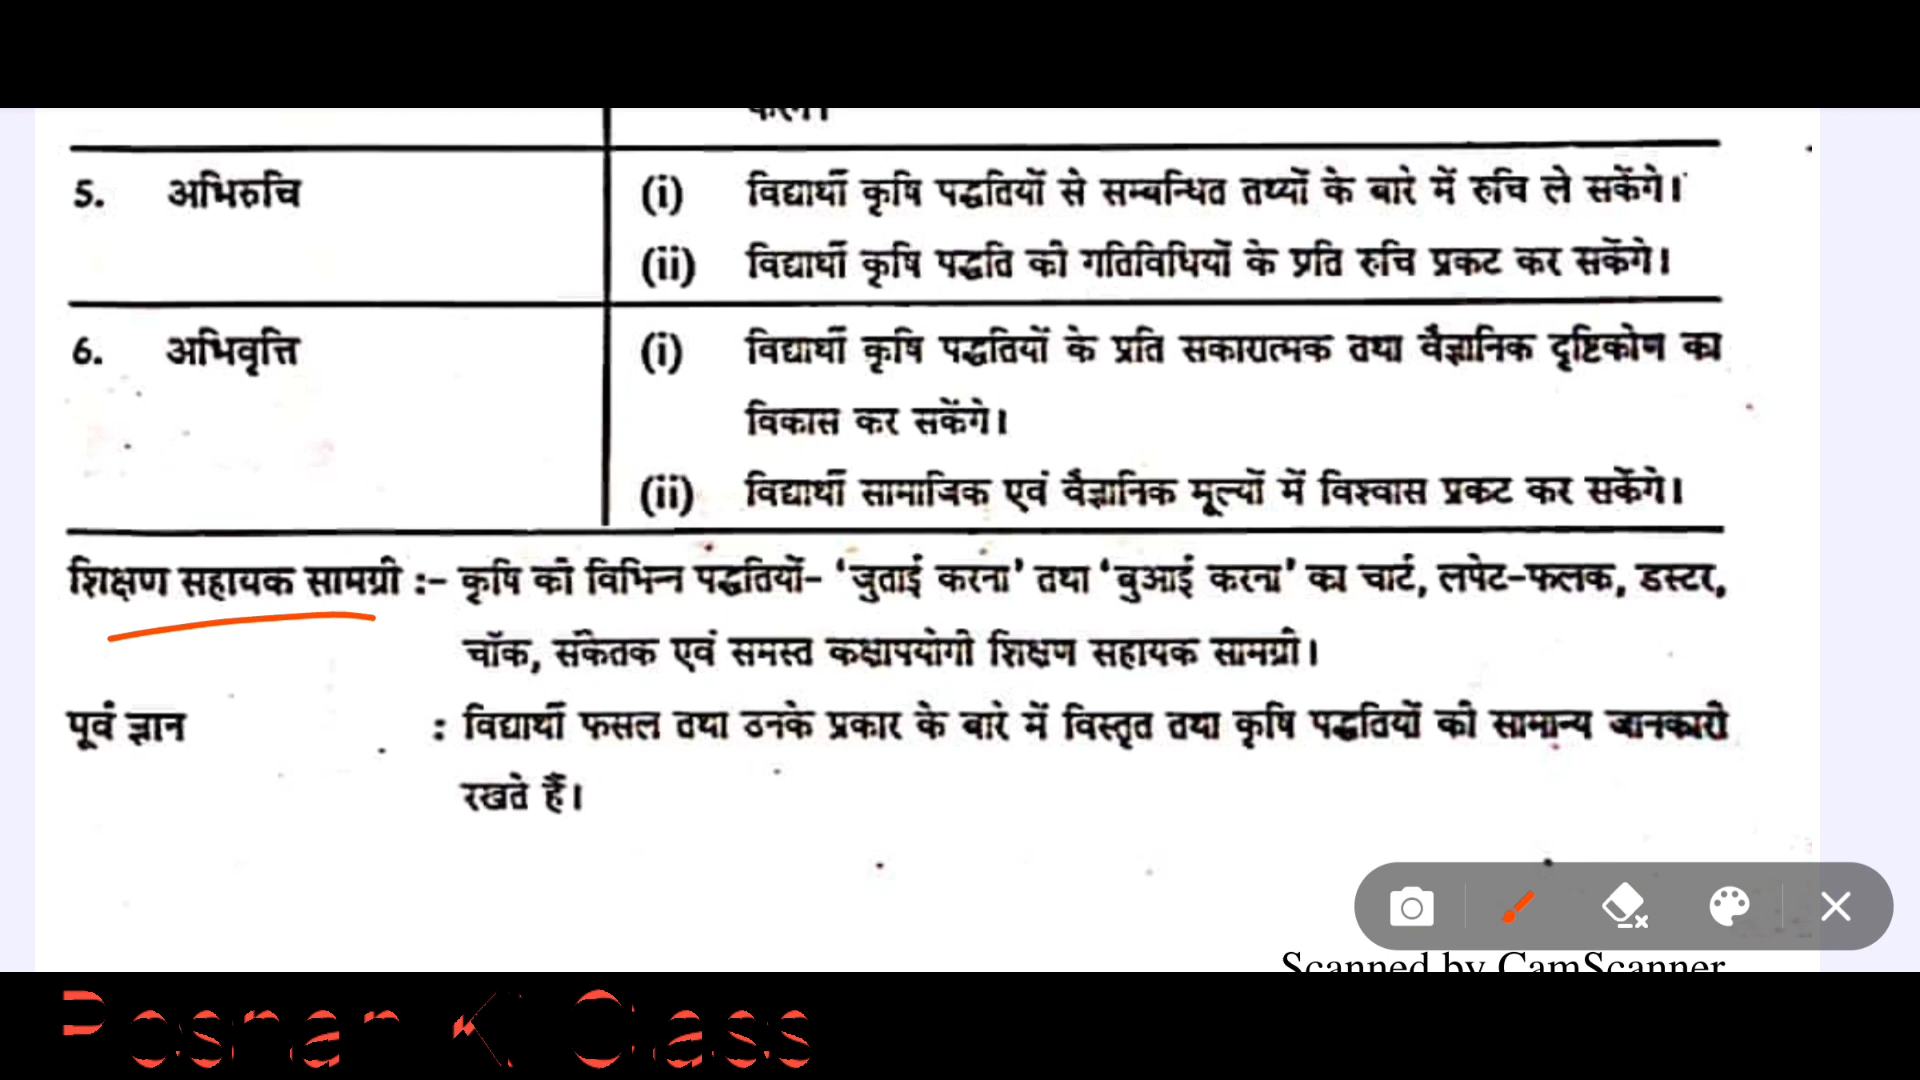 5. अभिरुचि (i) विद्यार्थी कृषि पद्धतियों से सम्बन्धित तथ्यों के बारे में रुचि ले सकेंगे।
(ii) विद्यार्थी कृषि पद्धति की गतिविधियों के प्रति रुचि प्रकट कर सकेंगे।
6. अभिवृत्ति (i) विद्यार्थी कृषि पद्धतियों के प्रति सकारात्मक तथा वैज्ञानिक दृष्टिकोण का
विकास कर सकेंगे।
(ii) विद्यार्थी सामाजिक एवं वैज्ञानिक मूल्यों में विश्वास प्रकट कर सकेंगे।
शिक्षण सहायक सामग्री :- कृषि की विभिन्न पद्धतियों- 'जुताई करना' तथा 'बुआई करना' का चार्ट, लपेट-फलक, डस्टर,
चॉक, संकेतक एवं समस्त कक्षापयोगी शिक्षण सहायक सामग्री।
पूर्व ज्ञान : विद्यार्थी फसल तथा उनके प्रकार के बारे में विस्तृत तथा कृषि पद्धतियों की सामान्य जानकारी
रखते हैं।
Scanned by CamScanner
Class